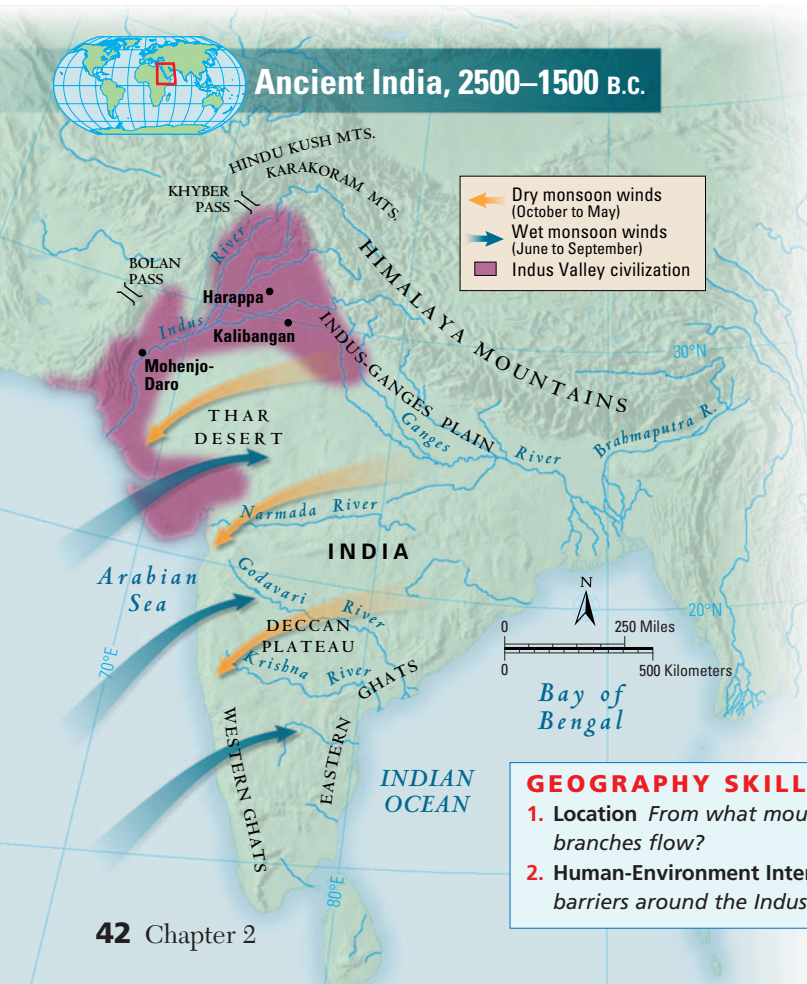 Ancient India, 2500–1500 B.C.
HINDU KUSH MTS.
KARAKORAM MTS.
KHYBER
PASS
Dry monsoon winds
(October to May)
Wet monsoon winds
(June to September)
Indus Valley civilization
BOLAN
PASS
Indus River
Harappa
Kalibangan
Mohenjo-
Daro
HIMALAYA MOUNTAINS
INDUS-GANGES PLAIN
30°N
THAR
DESERT
Ganges River
Brahmaputra R.
Narmada River
INDIA
Arabian
Sea
Godavari River
DECCAN
PLATEAU
Krishna River
N
20°N
0 250 Miles
0 500 Kilometers
70°E
Bay of
Bengal
WESTERN GHATS
EASTERN GHATS
INDIAN
OCEAN
80°E
GEOGRAPHY SKILL
1. Location From what mou
branches flow?
2. Human-Environment Inter
barriers around the Indus
42 Chapter 2